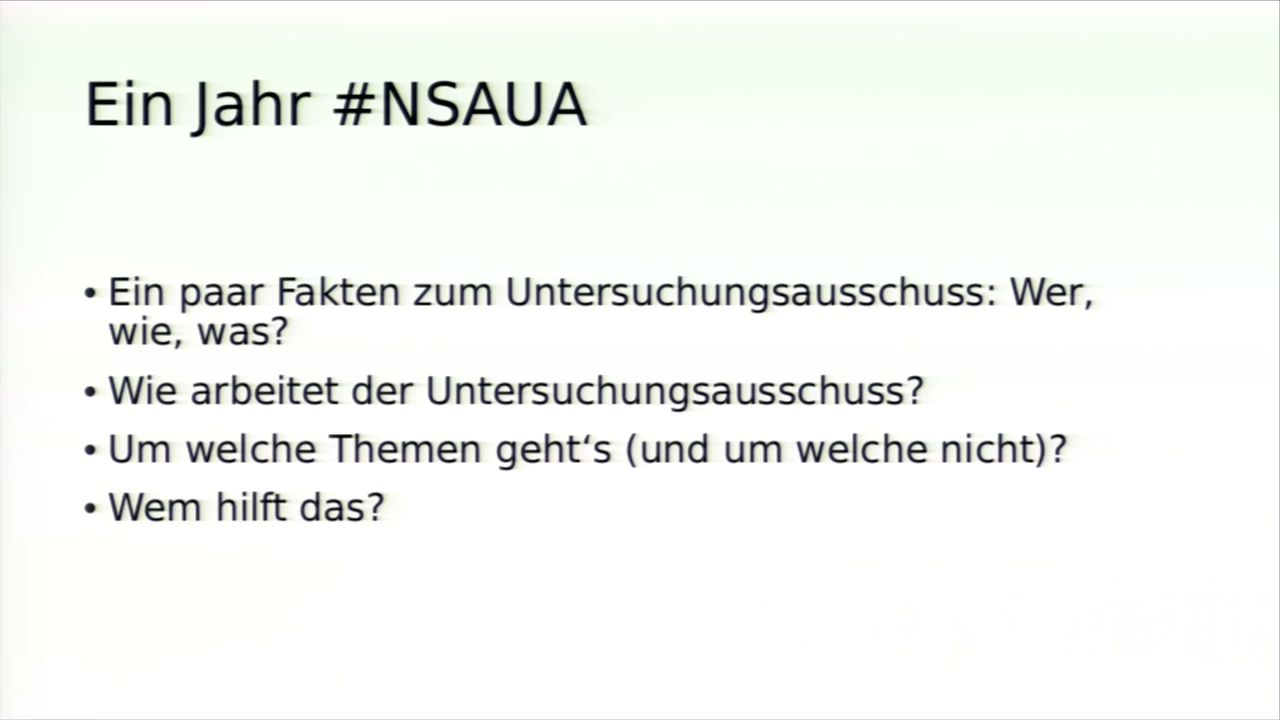 Ein Jahr #NSAUA
• Ein paar Fakten zum Untersuchungsausschuss: Wer,
wie, was?
• Wie arbeitet der Untersuchungsausschuss?
• Um welche Themen geht‘s (und um welche nicht)?
• Wem hilft das?